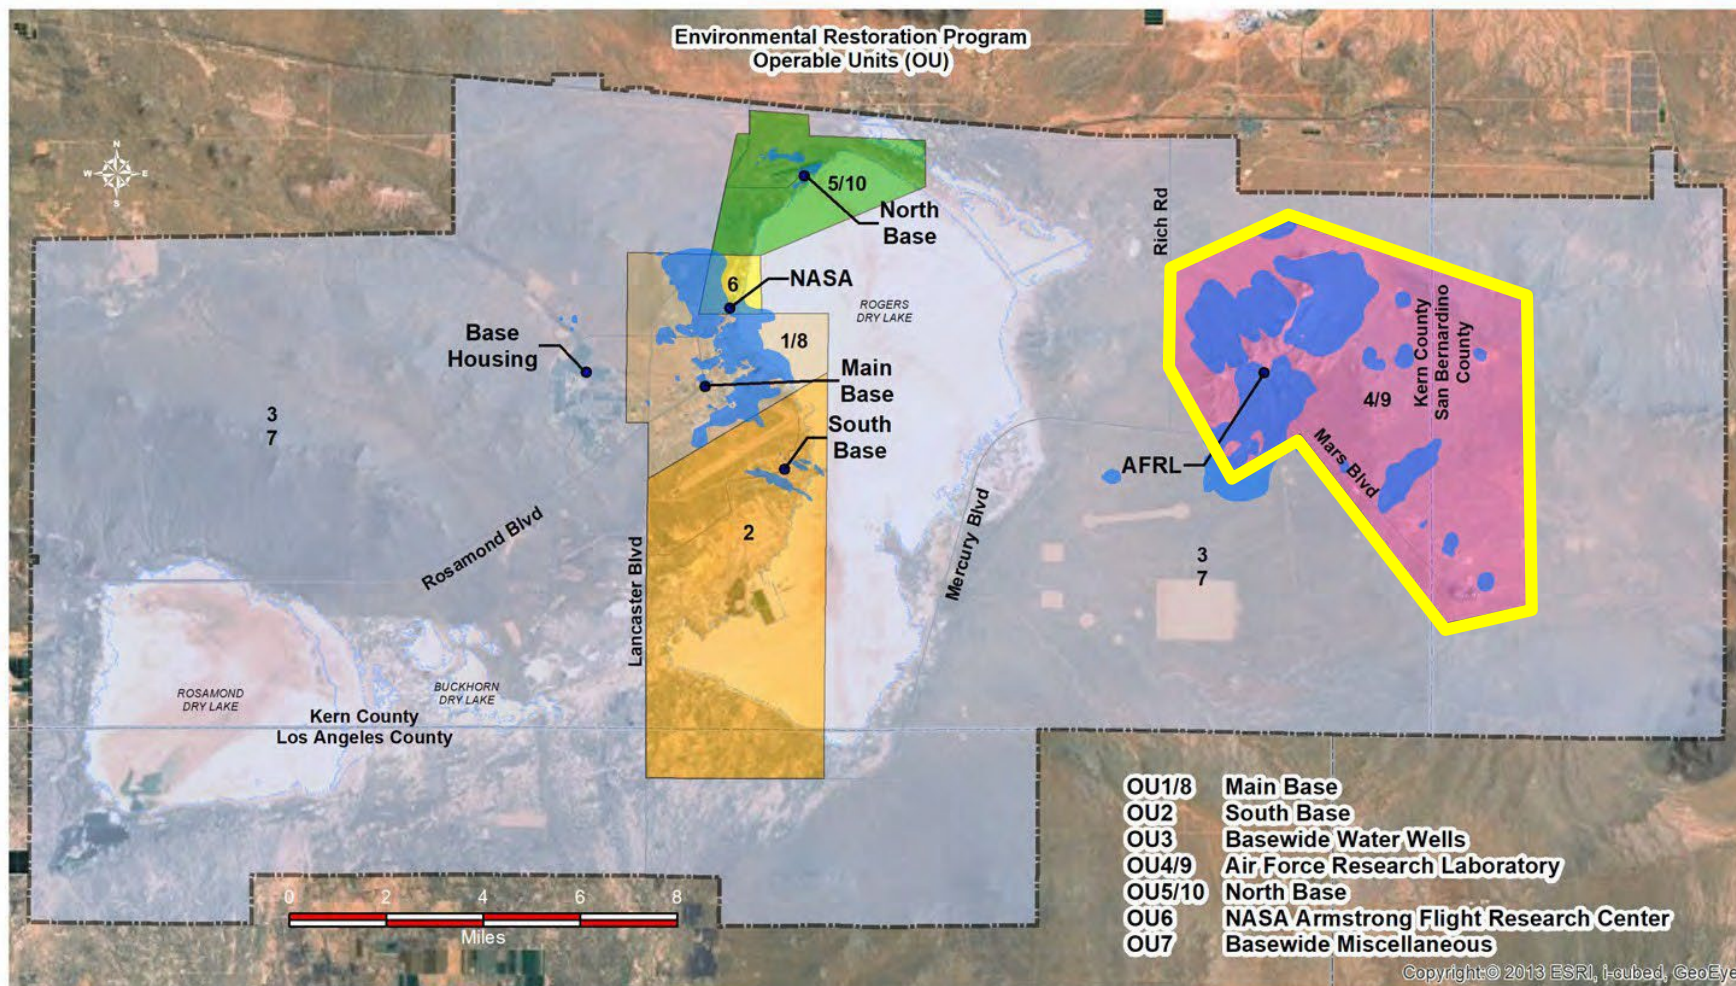 Environmental Restoration Program
Operable Units (OU)
N
W
E
S
5/10
North
Base
Rich Rd
6
NASA
ROGERS
DRY LAKE
Base
Housing
1/8
Main
Base
Kern County
San Bernardino
County
4/9
3
7
South
Base
AFRL
Mars Blvd
2
Rosamond Blvd
Lancaster Blvd
Mercury Blvd
3
7
ROSAMOND
DRY LAKE
BUCKHORN
DRY LAKE
Kern County
Los Angeles County
0 2 4 6 8
Miles
OU1/8 Main Base
OU2 South Base
OU3 Basewide Water Wells
OU4/9 Air Force Research Laboratory
OU5/10 North Base
OU6 NASA Armstrong Flight Research Center
OU7 Basewide Miscellaneous
Copyright:© 2013 ESRI, i-cubed, GeoEye